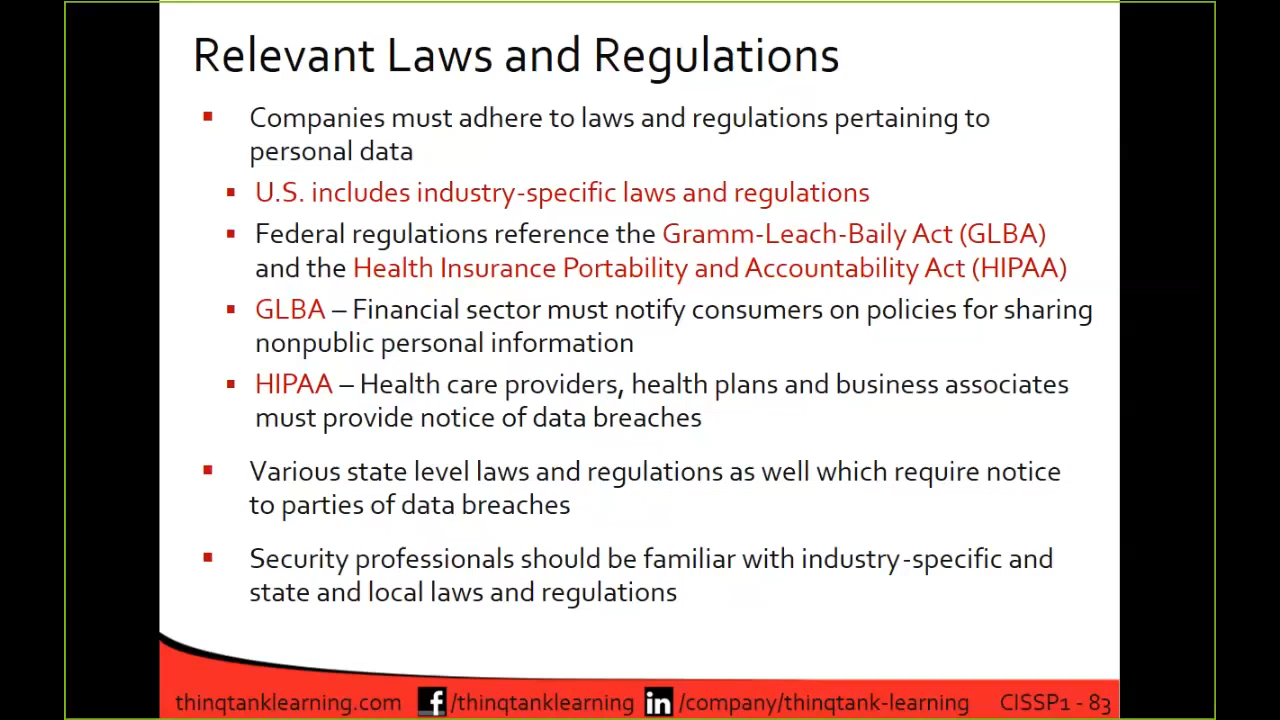 Relevant Laws and Regulations
Companies must adhere to laws and regulations pertaining to
personal data
U.S. includes industry-specific laws and regulations
Federal regulations reference the Gramm-Leach-Baily Act (GLBA)
and the Health Insurance Portability and Accountability Act (HIPAA)
GLBA – Financial sector must notify consumers on policies for sharing
nonpublic personal information
HIPAA – Health care providers, health plans and business associates
must provide notice of data breaches
Various state level laws and regulations as well which require notice
to parties of data breaches
Security professionals should be familiar with industry-specific and
state and local laws and regulations
thinqtanklearning.com f /thinqtanklearning in /company/thinqtank-learning CISSP1 - 83